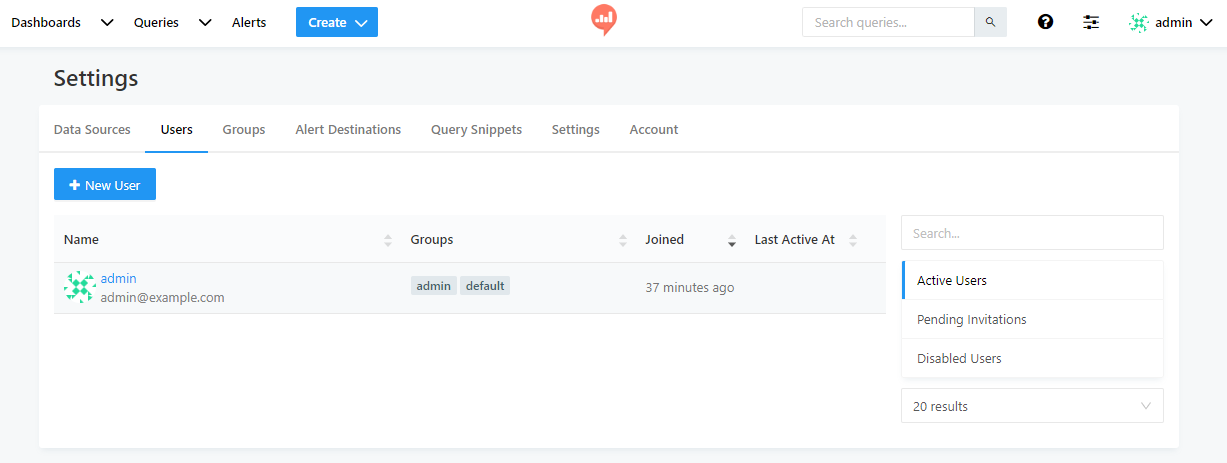 Dashboards Queries Alerts Create Search queries... admin
Settings
Data Sources Users Groups Alert Destinations Query Snippets Settings Account
New User
Name Groups Joined Last Active At Search...
admin
admin@example.com admin default 37 minutes ago
Active Users
Pending Invitations
Disabled Users
20 results